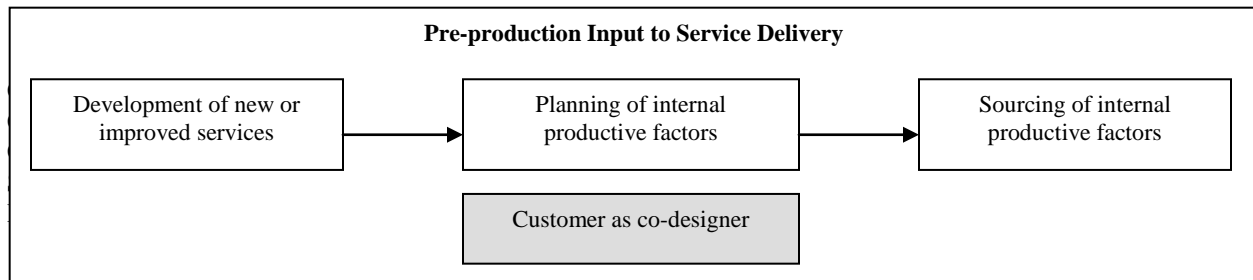 Pre-production Input to Service Delivery
Development of new or
improved services
Planning of internal
productive factors
Sourcing of internal
productive factors
Customer as co-designer